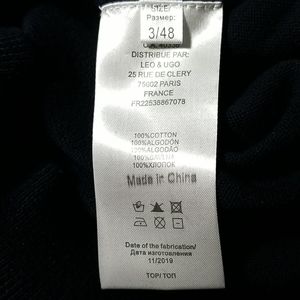 SIZE/
Размер:
3/48
DISTRIBUE PAR:
LEO & UGO
25 RUE DE CLERY
75002 PARIS
FRANCE
FR22538867078
100%COTTON
100%ALGODÓN
100%ALGODÃO
100%ХЛОПОК
Made in China
Date of the fabrication/
Дата изготовления
11/2019
TOP/ ТОП